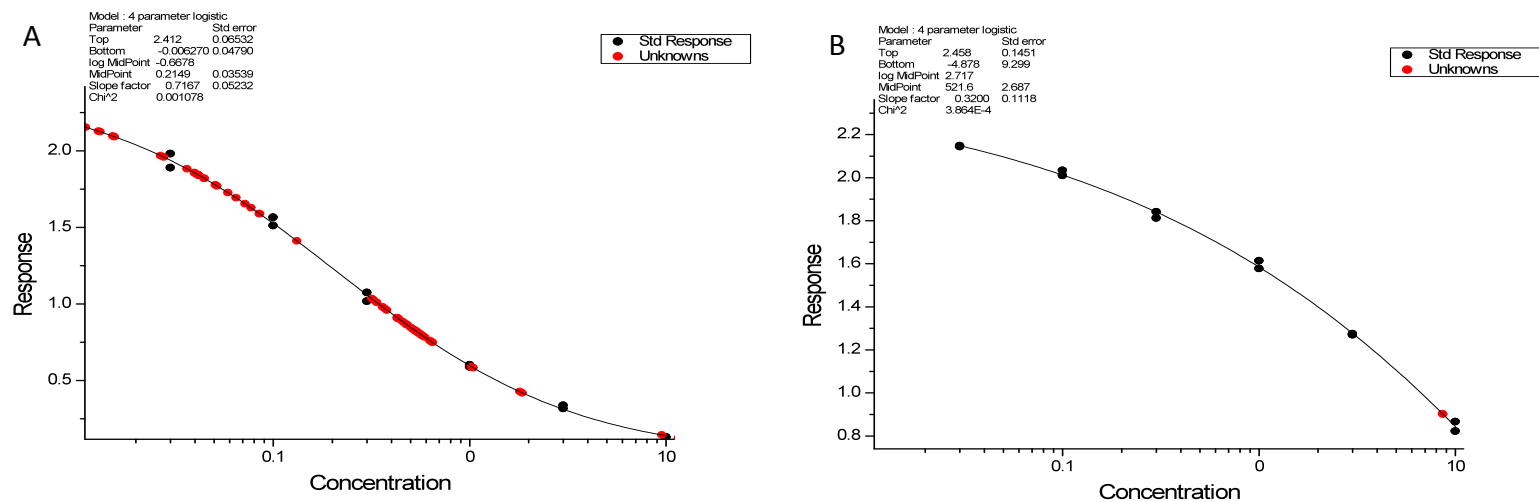 A
Model : 4 parameter logistic
Parameter Std error
Top 2.412 0.06532
Bottom -0.006270 0.04790
log MidPoint -0.6678
MidPoint 0.2149 0.03539
Slope factor 0.7167 0.05232
Chi^2 0.001078
Std Response
Unknowns
Response
2.0
1.5
1.0
0.5
0.1
0
10
Concentration
B
Model : 4 parameter logistic
Parameter Std error
Top 2.458 0.1451
Bottom -4.878 9.299
log MidPoint 2.717
MidPoint 521.6 2.687
Slope factor 0.3200 0.1118
Chi^2 3.864E-4
Std Response
Unknowns
Response
2.2
2.0
1.8
1.6
1.4
1.2
1.0
0.8
0.1
0
10
Concentration